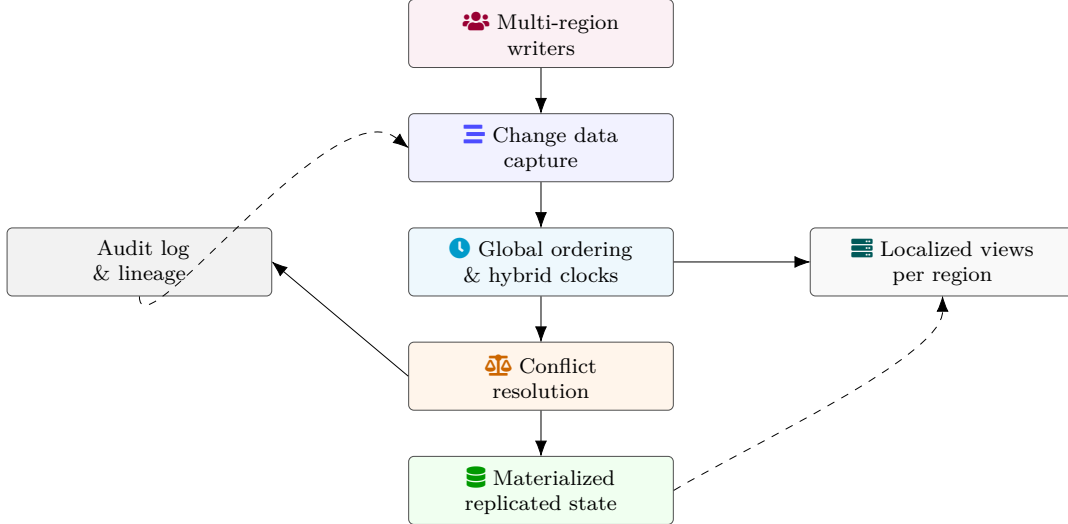 Multi-region
writers
Change data
capture
Audit log
& lineage
Global ordering
& hybrid clocks
Localized views
per region
Conflict
resolution
Materialized
replicated state